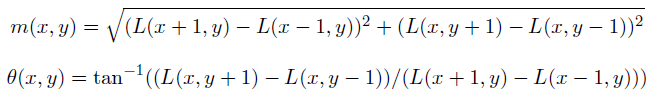 m(x, y) = √(L(x + 1, y) − L(x − 1, y))² + (L(x, y + 1) − L(x, y − 1))²
θ(x, y) = tan⁻¹((L(x, y + 1) − L(x, y − 1))/(L(x + 1, y) − L(x − 1, y)))